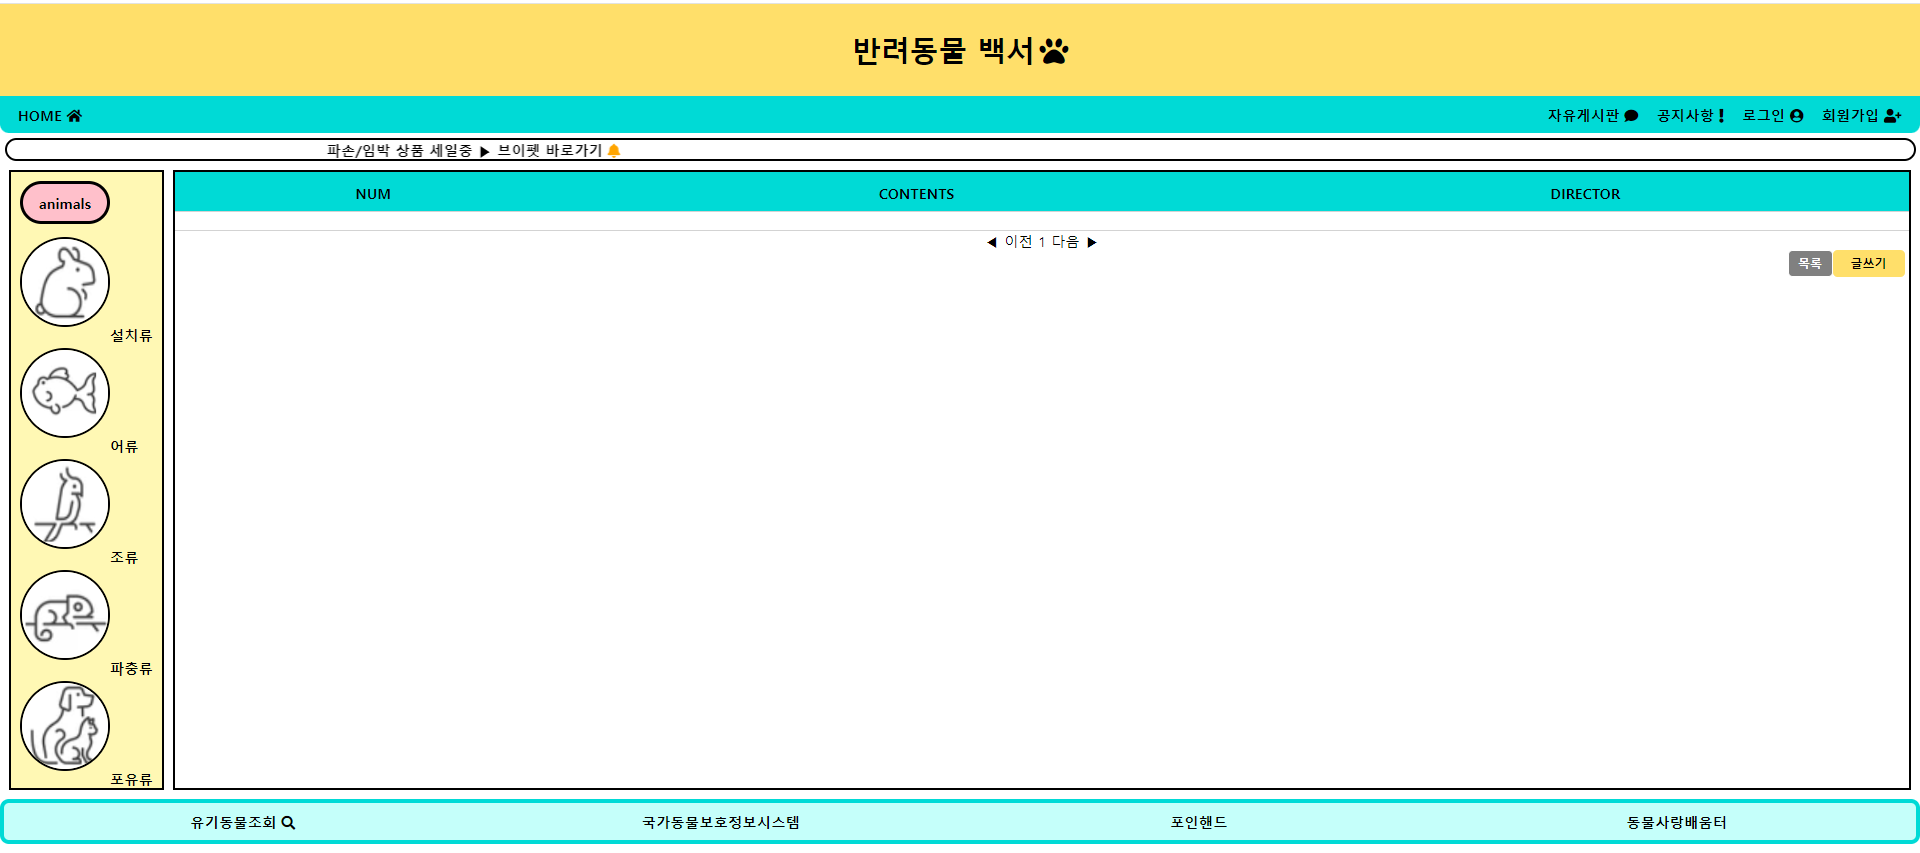 반려동물 백서
HOME 자유게시판 공지사항 로그인 회원가입
파손/임박 상품 세일중 ▶ 브이펫 바로가기
animals
NUM CONTENTS DIRECTOR
◀ 이전 1 다음 ▶
목록 글쓰기
설치류
어류
조류
파충류
포유류
유기동물조회 국가동물보호정보시스템 포인핸드 동물사랑배움터